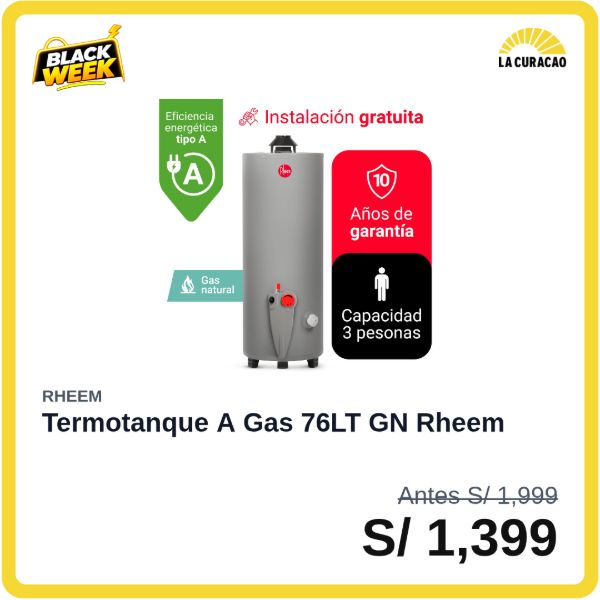 BLACK
WEEK
LA CURACAO
Eficiencia
energética
tipo A
A
Instalación gratuita
10
Años de
garantía
Gas
natural
Capacidad
3 pesonas
RHEEM
Termotanque A Gas 76LT GN Rheem
Antes S/ 1,999
S/ 1,399